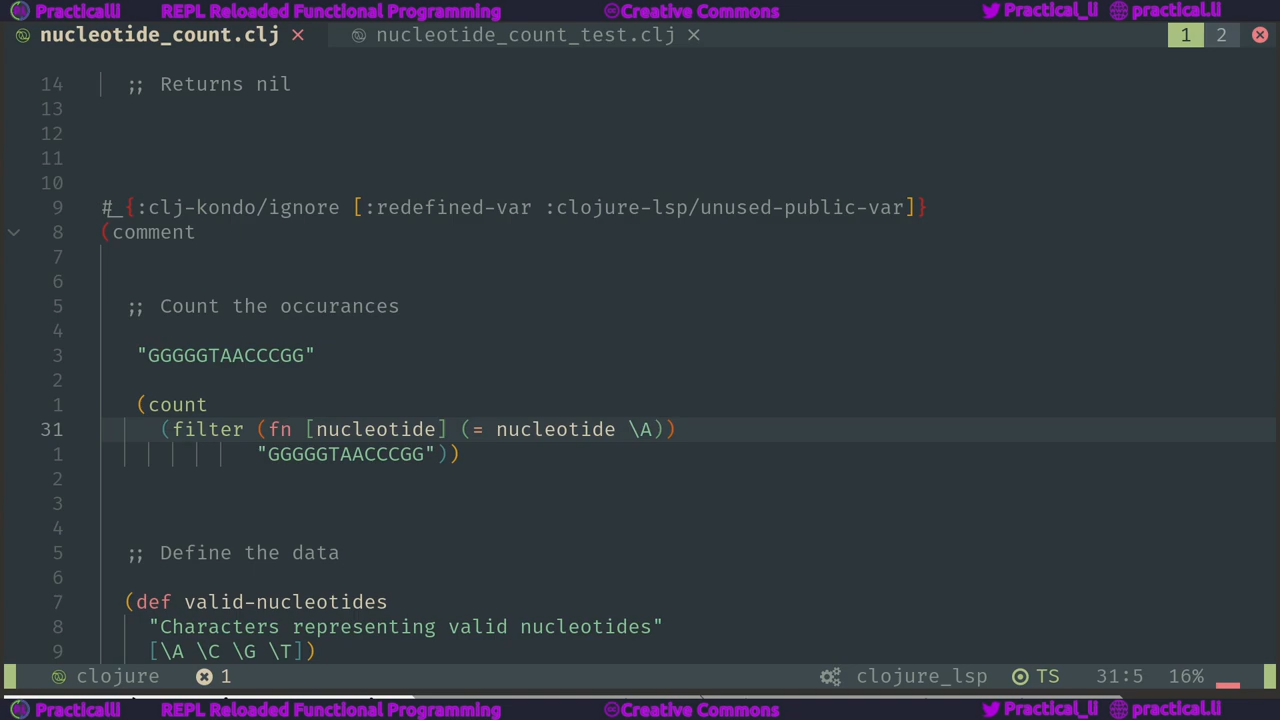 Practicalli REPL Reloaded Functional Programming Creative Commons Practical_li practical.li
nucleotide_count.clj × nucleotide_count_test.clj × 1 2
14 ;; Returns nil
13
12
11
10
9 #_{:clj-kondo/ignore [:redefined-var :clojure-lsp/unused-public-var]}
8 (comment
7
6
5 ;; Count the occurances
4
3 "GGGGGTAACCCGG"
2
1 (count
31 (filter (fn [nucleotide] (= nucleotide \A))
1 "GGGGGTAACCCGG"))
2
3
4
5 ;; Define the data
6
7 (def valid-nucleotides
8 "Characters representing valid nucleotides"
9 [\A \C \G \T])
clojure 1 clojure_lsp TS 31:5 16%
Practicalli REPL Reloaded Functional Programming Creative Commons Practical_li practical.li